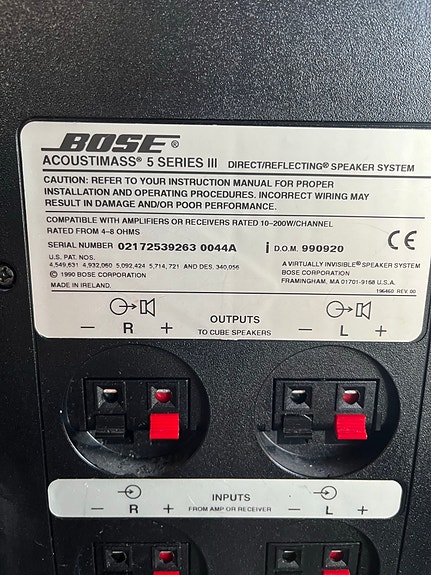 BOSE®
ACOUSTIMASS® 5 SERIES III DIRECT/REFLECTING® SPEAKER SYSTEM
CAUTION: REFER TO YOUR INSTRUCTION MANUAL FOR PROPER
INSTALLATION AND OPERATING PROCEDURES. INCORRECT WIRING MAY
RESULT IN DAMAGE AND/OR POOR PERFORMANCE.
COMPATIBLE WITH AMPLIFIERS OR RECEIVERS RATED 10-200W/CHANNEL
RATED FROM 4-8 OHMS
SERIAL NUMBER 02172539263 0044A i D.O.M. 990920 CE
U.S. PAT. NOS.
4,549,631 4,932,060 5,092,424 5,714,721 AND DES. 340,056
© 1990 BOSE CORPORATION
MADE IN IRELAND.
A VIRTUALLY INVISIBLE® SPEAKER SYSTEM
BOSE CORPORATION
FRAMINGHAM, MA 01701-9168 U.S.A.
196460 REV. 00
− R + OUTPUTS − L +
TO CUBE SPEAKERS
− R + INPUTS − L +
FROM AMP OR RECEIVER